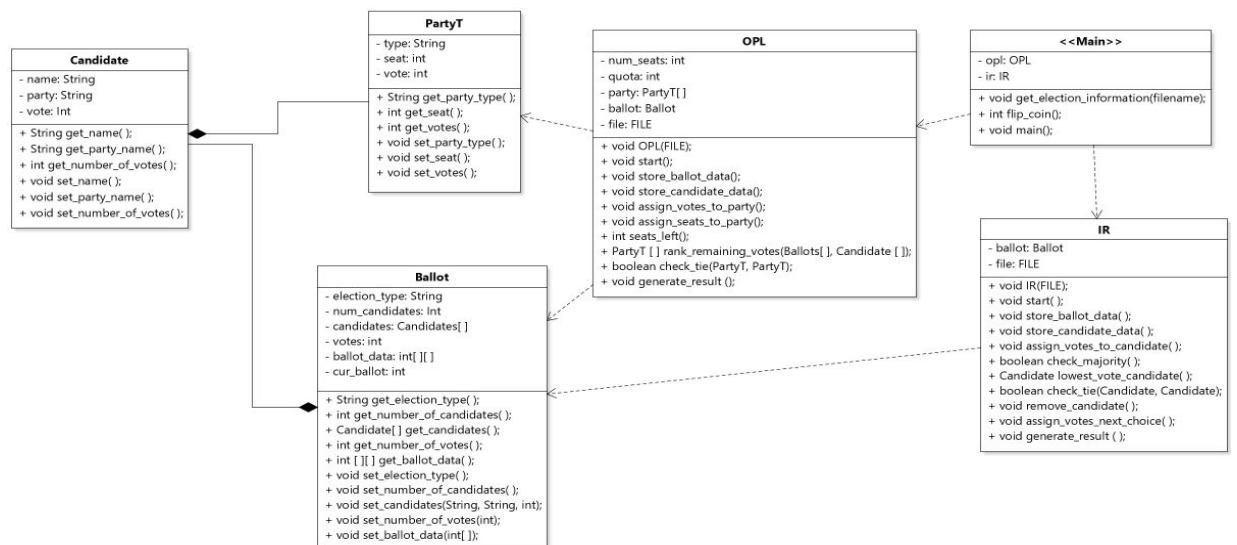 Candidate
- name: String
- party: String
- vote: Int
+ String get_name( );
+ String get_party_name( );
+ int get_number_of_votes( );
+ void set_name( );
+ void set_party_name( );
+ void set_number_of_votes( );
PartyT
- type: String
- seat: int
- vote: int
+ String get_party_type( );
+ int get_seat( );
+ int get_votes( );
+ void set_party_type( );
+ void set_seat( );
+ void set_votes( );
OPL
- num_seats: int
- quota: int
- party: PartyT[ ]
- ballot: Ballot
- file: FILE
+ void OPL(FILE);
+ void start();
+ void store_ballot_data();
+ void store_candidate_data();
+ void assign_votes_to_party();
+ void assign_seats_to_party();
+ int seats_left();
+ PartyT [ ] rank_remaining_votes(Ballots[ ], Candidate [ ]);
+ boolean check_tie(PartyT, PartyT);
+ void generate_result ();
<<Main>>
- opl: OPL
- ir: IR
+ void get_election_information(filename);
+ int flip_coin();
+ void main();
Ballot
- election_type: String
- num_candidates: Int
- candidates: Candidates[ ]
- votes: int
- ballot_data: int[ ][ ]
- cur_ballot: int
+ String get_election_type( );
+ int get_number_of_candidates( );
+ Candidate[ ] get_candidates( );
+ int get_number_of_votes( );
+ int [ ][ ] get_ballot_data( );
+ void set_election_type( );
+ void set_number_of_candidates( );
+ void set_candidates(String, String, int);
+ void set_number_of_votes(int);
+ void set_ballot_data(int[ ]);
IR
- ballot: Ballot
- file: FILE
+ void IR(FILE);
+ void start( );
+ void store_ballot_data( );
+ void store_candidate_data( );
+ void assign_votes_to_candidate( );
+ boolean check_majority( );
+ Candidate lowest_vote_candidate( );
+ boolean check_tie(Candidate, Candidate);
+ void remove_candidate( );
+ void assign_votes_next_choice( );
+ void generate_result ( );